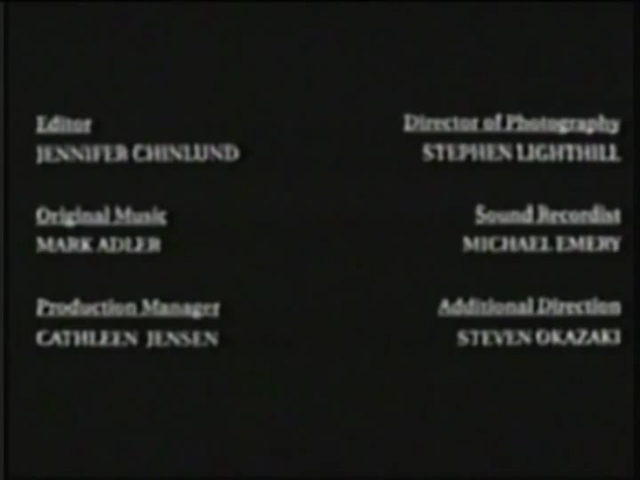 Editor
JENNIFER CHINLUND
Director of Photography
STEPHEN LIGHTHILL
Original Music
MARK ADLER
Sound Recordist
MICHAEL EMERY
Production Manager
CATHLEEN JENSEN
Additional Direction
STEVEN OKAZAKI